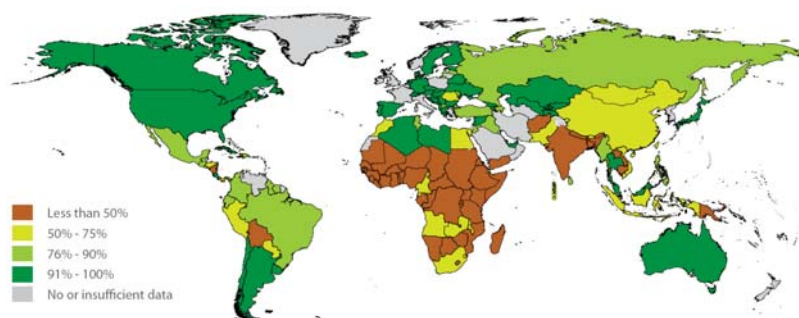 Less than 50%
50% - 75%
76% - 90%
91% - 100%
No or insufficient data